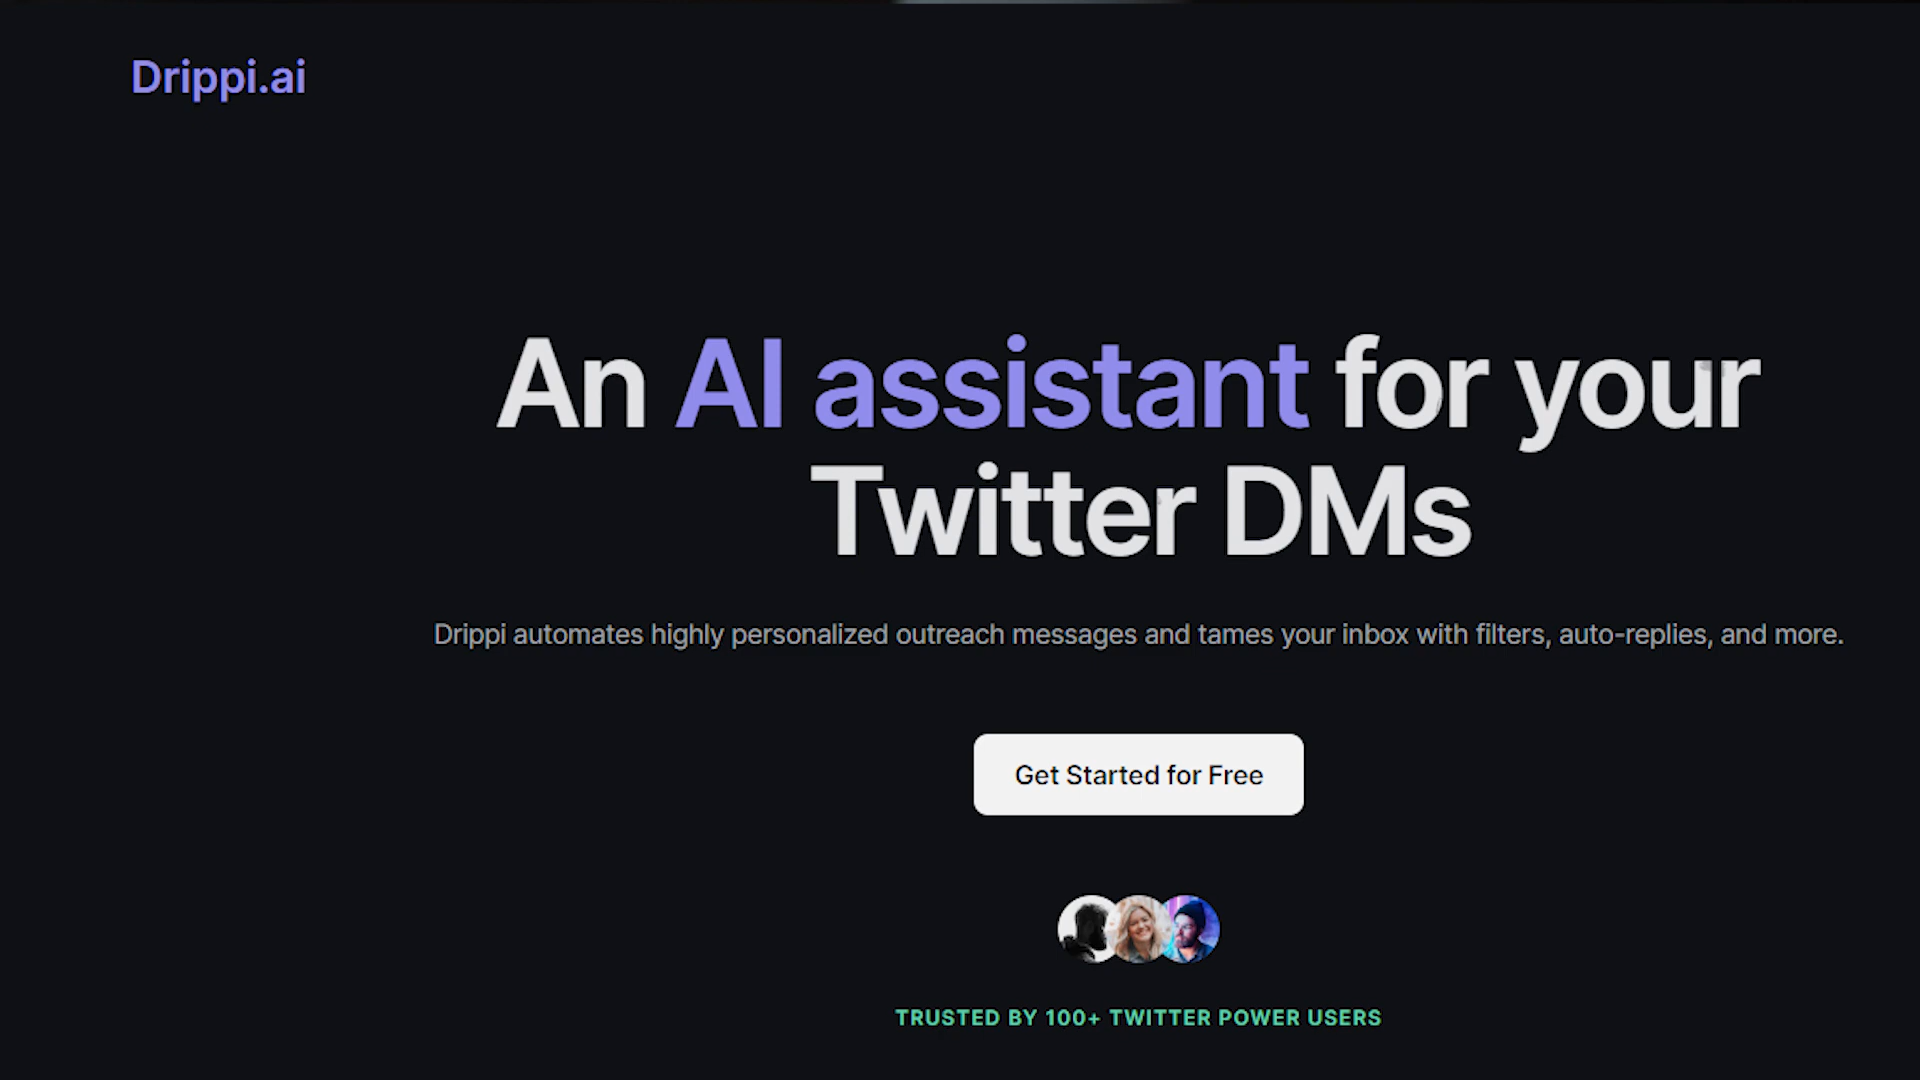 Drippi.ai
An AI assistant for your
Twitter DMs
Drippi automates highly personalized outreach messages and tames your inbox with filters, auto-replies, and more.
Get Started for Free
TRUSTED BY 100+ TWITTER POWER USERS